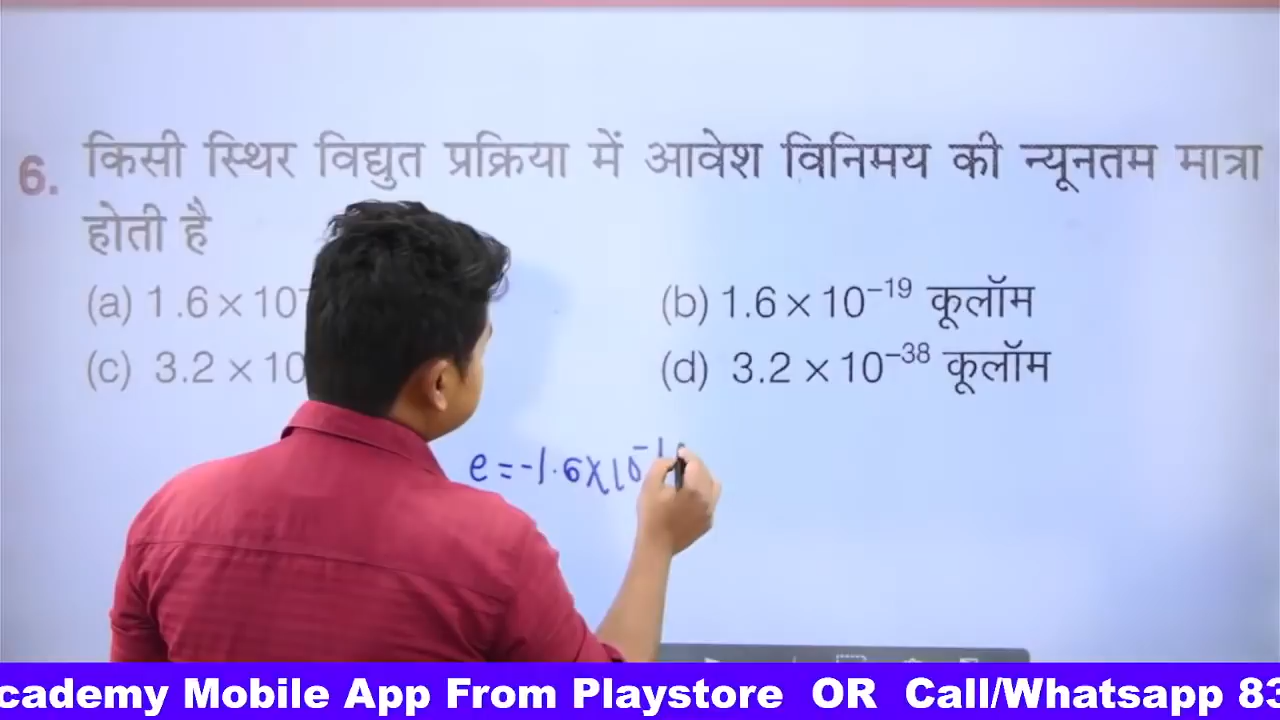 6. किसी स्थिर विद्युत प्रक्रिया में आवेश विनिमय की न्यूनतम मात्रा
होती है
(a) 1.6 × 10⁻ (b) 1.6 × 10⁻¹⁹ कूलॉम
(c) 3.2 × 10 (d) 3.2 × 10⁻³⁸ कूलॉम
e = -1.6 X 10⁻¹
cademy Mobile App From Playstore OR Call/Whatsapp 83